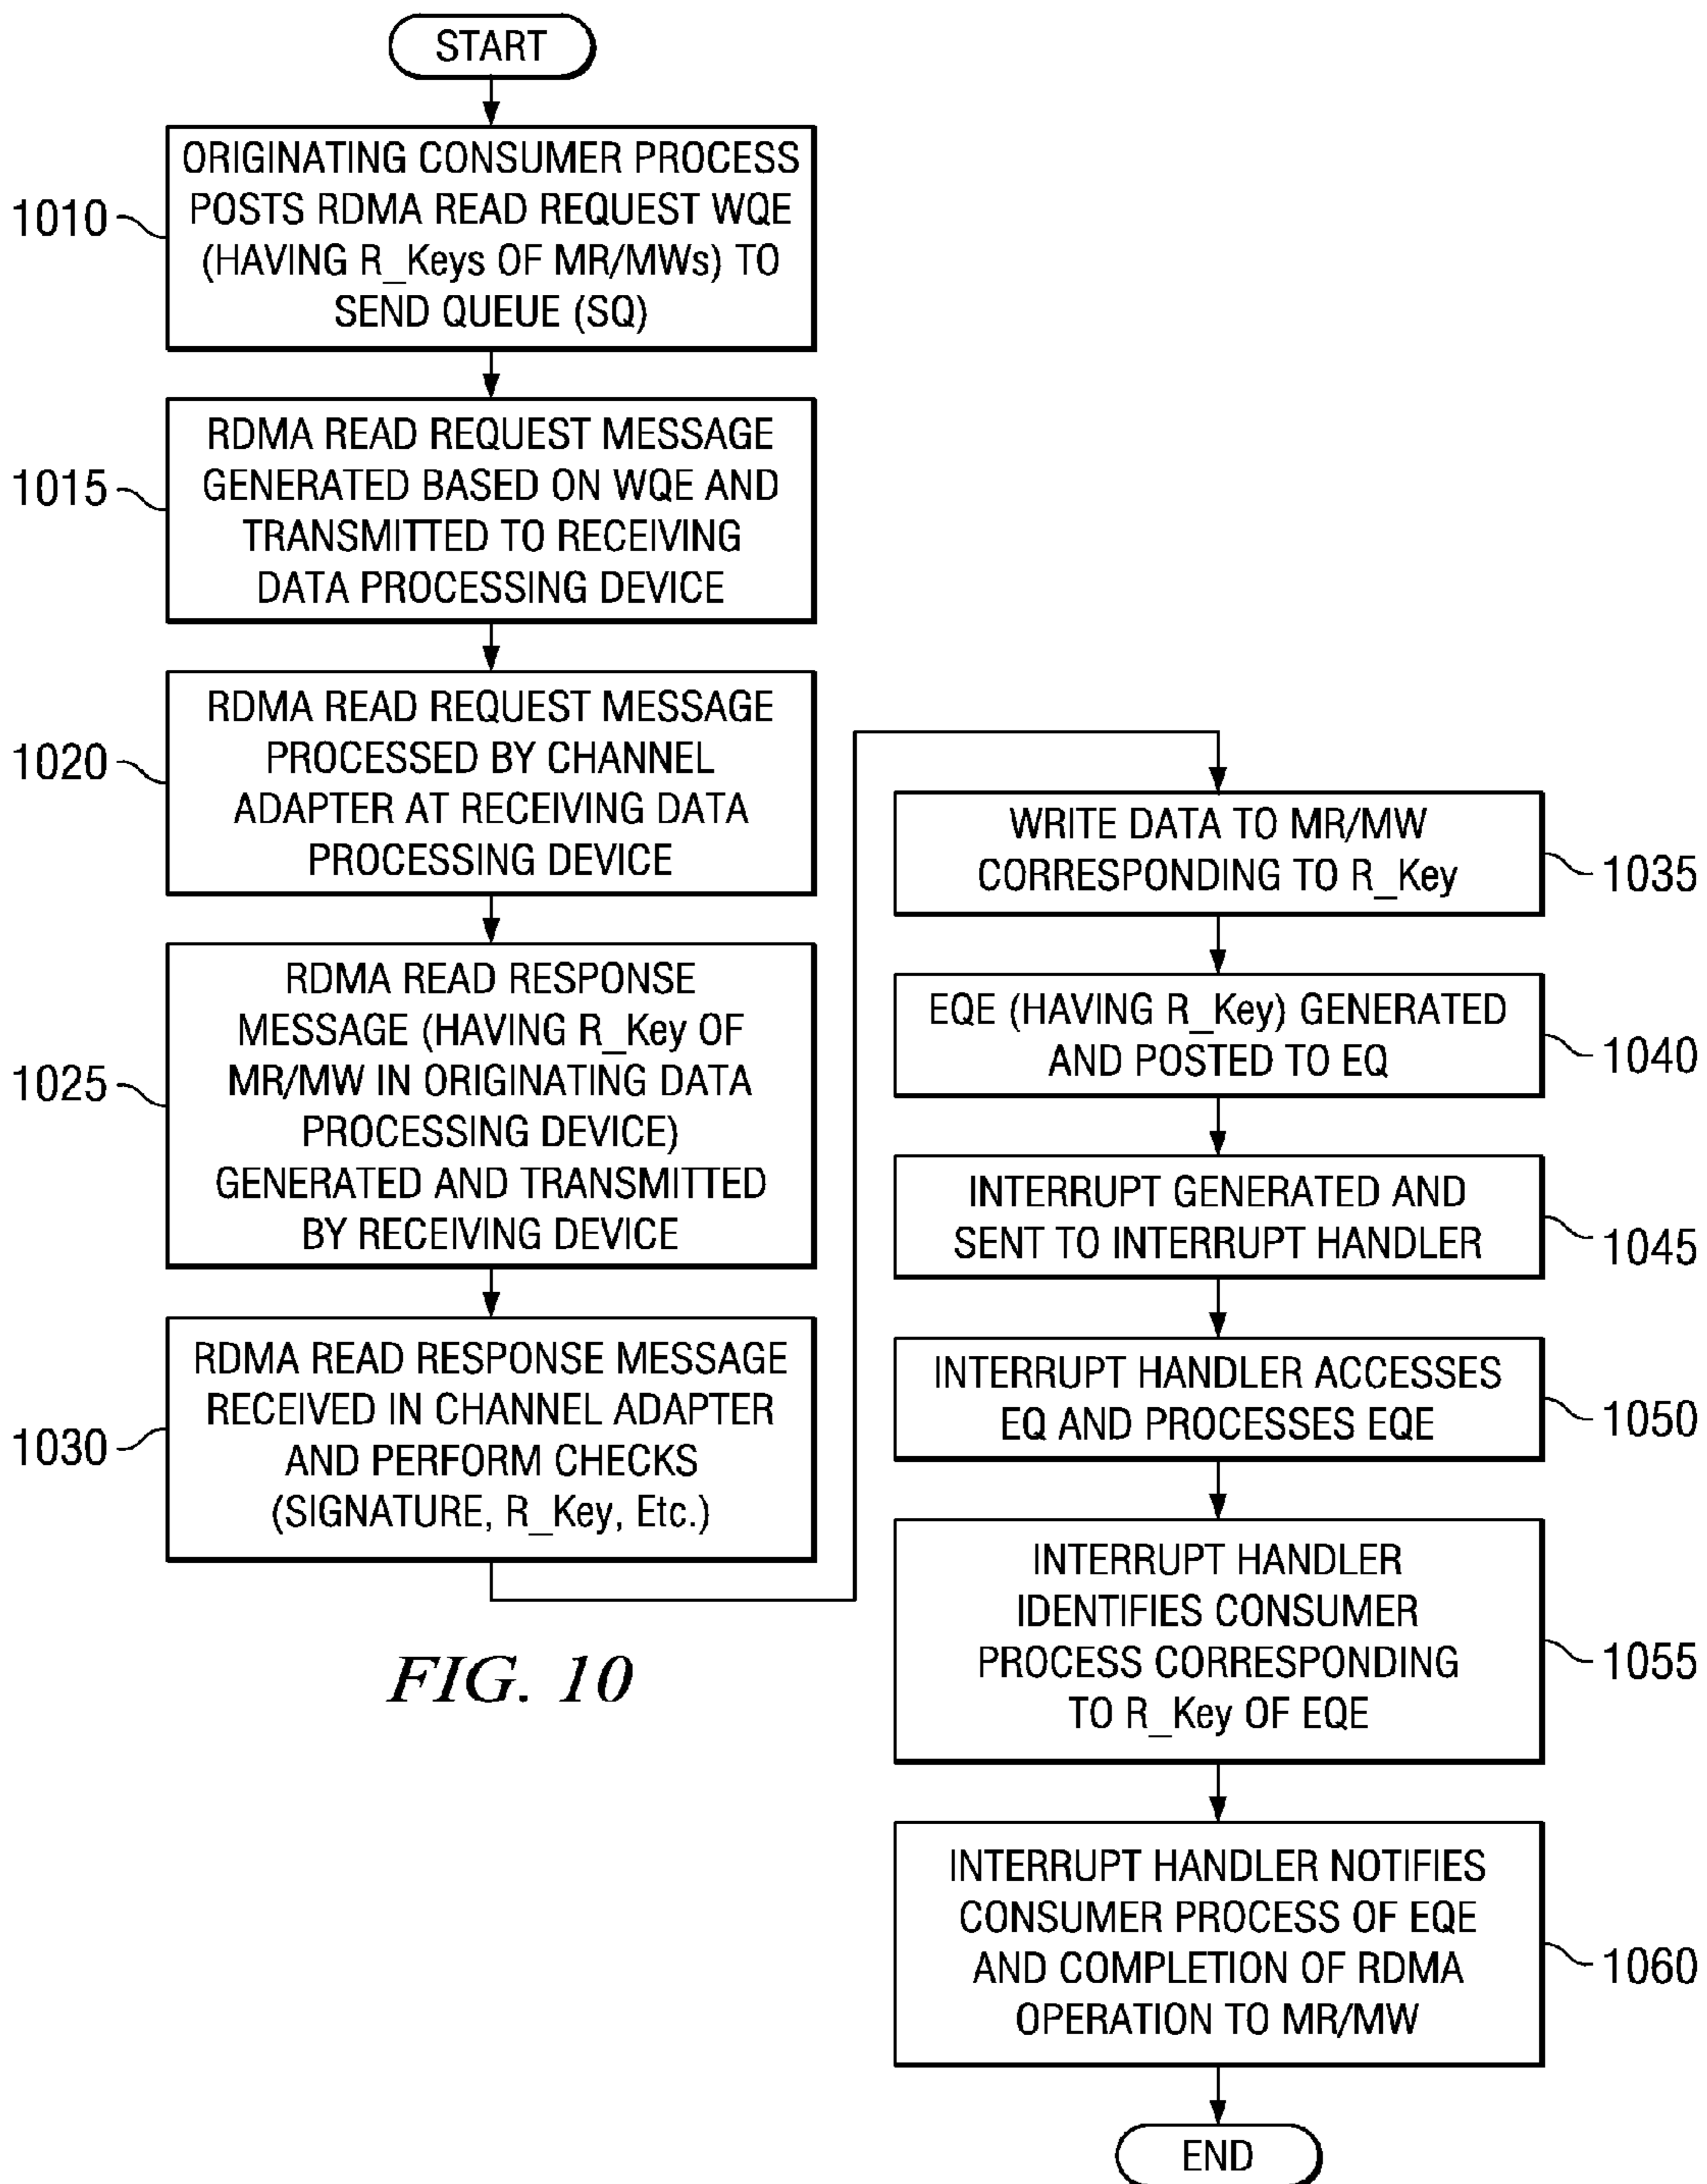 START
1010
ORIGINATING CONSUMER PROCESS
POSTS RDMA READ REQUEST WQE
(HAVING R_Keys OF MR/MWs) TO
SEND QUEUE (SQ)
1015
RDMA READ REQUEST MESSAGE
GENERATED BASED ON WQE AND
TRANSMITTED TO RECEIVING
DATA PROCESSING DEVICE
1020
RDMA READ REQUEST MESSAGE
PROCESSED BY CHANNEL
ADAPTER AT RECEIVING DATA
PROCESSING DEVICE
1025
RDMA READ RESPONSE
MESSAGE (HAVING R_Key OF
MR/MW IN ORIGINATING DATA
PROCESSING DEVICE)
GENERATED AND TRANSMITTED
BY RECEIVING DEVICE
1030
RDMA READ RESPONSE MESSAGE
RECEIVED IN CHANNEL ADAPTER
AND PERFORM CHECKS
(SIGNATURE, R_Key, Etc.)
FIG. 10
WRITE DATA TO MR/MW
CORRESPONDING TO R_Key
1035
EQE (HAVING R_Key) GENERATED
AND POSTED TO EQ
1040
INTERRUPT GENERATED AND
SENT TO INTERRUPT HANDLER
1045
INTERRUPT HANDLER ACCESSES
EQ AND PROCESSES EQE
1050
INTERRUPT HANDLER
IDENTIFIES CONSUMER
PROCESS CORRESPONDING
TO R_Key OF EQE
1055
INTERRUPT HANDLER NOTIFIES
CONSUMER PROCESS OF EQE
AND COMPLETION OF RDMA
OPERATION TO MR/MW
1060
END